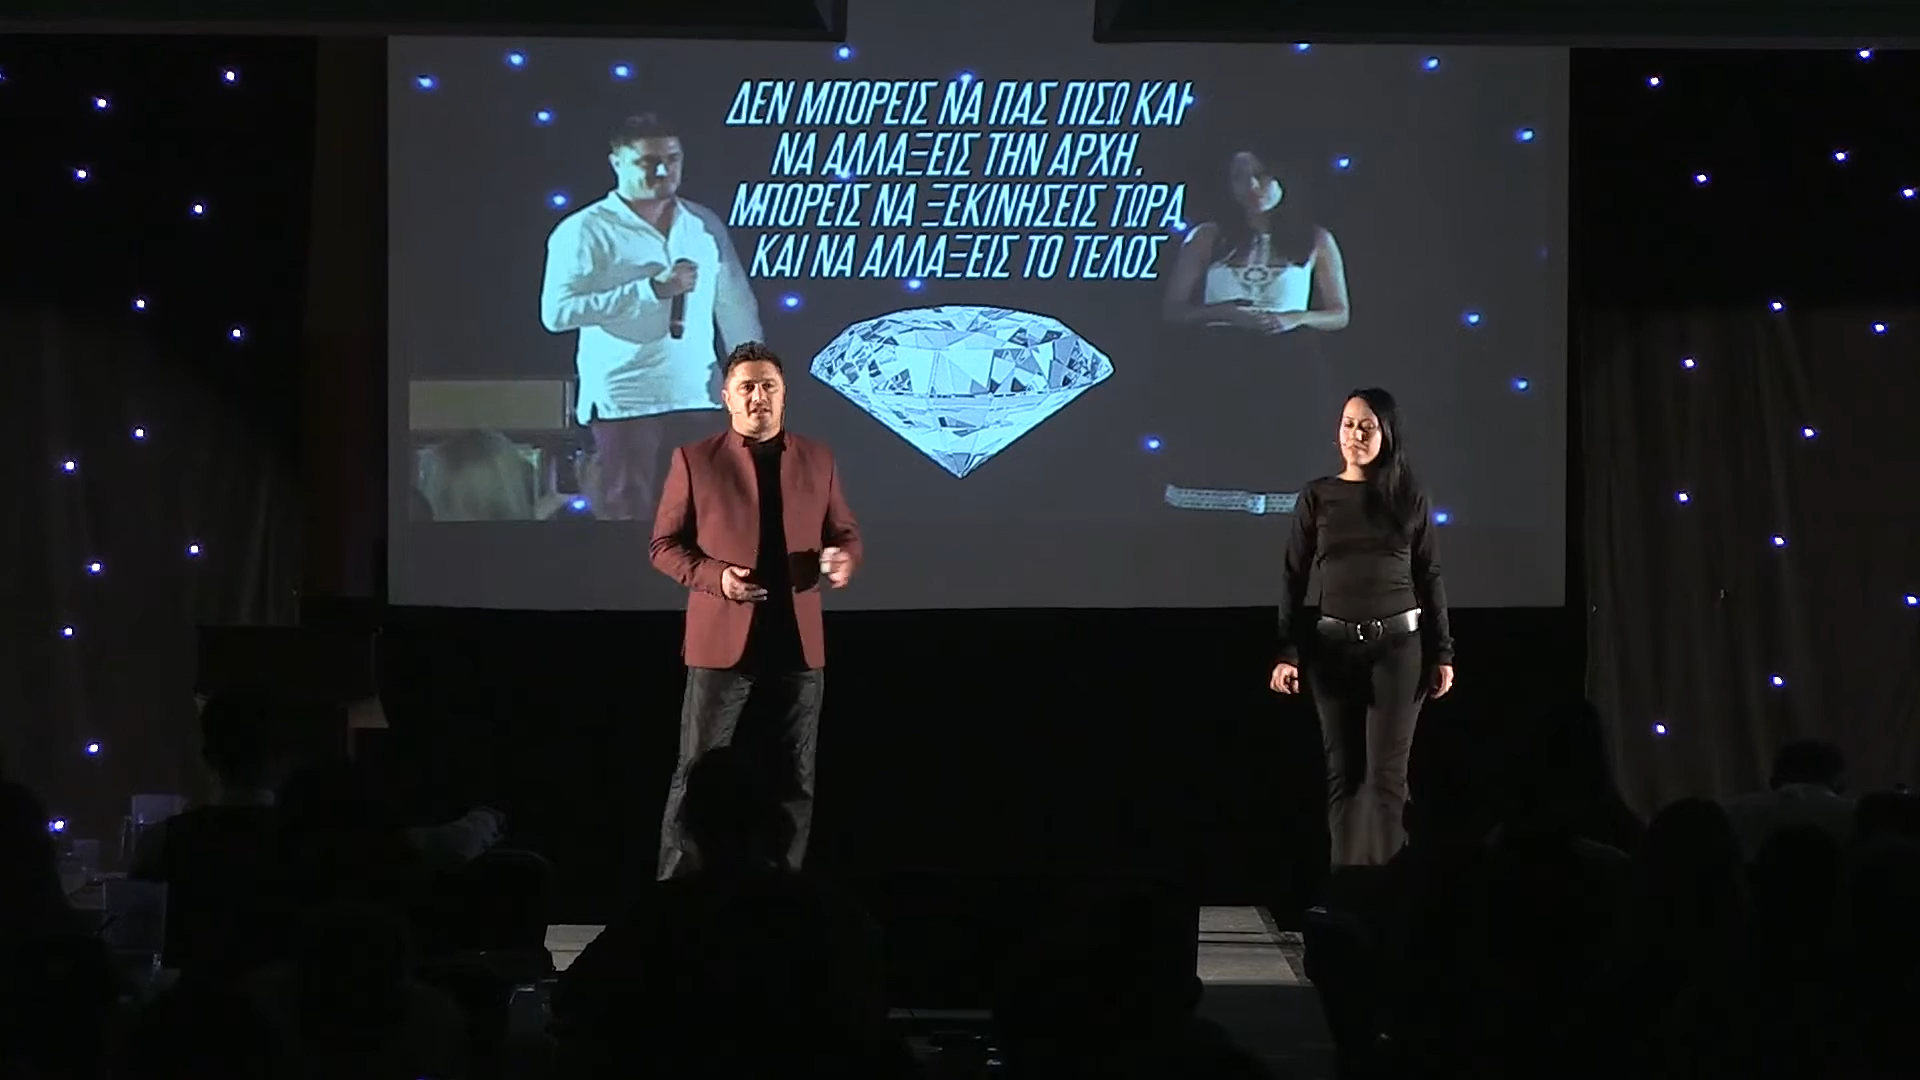 ΔΕΝ ΜΠΟΡΕΙΣ ΝΑ ΠΑΣ ΠΙΣΩ ΚΑΙ
ΝΑ ΑΛΛΑΞΕΙΣ ΤΗΝ ΑΡΧΗ.
ΜΠΟΡΕΙΣ ΝΑ ΞΕΚΙΝΗΣΕΙΣ ΤΩΡΑ
ΚΑΙ ΝΑ ΑΛΛΑΞΕΙΣ ΤΟ ΤΕΛΟΣ